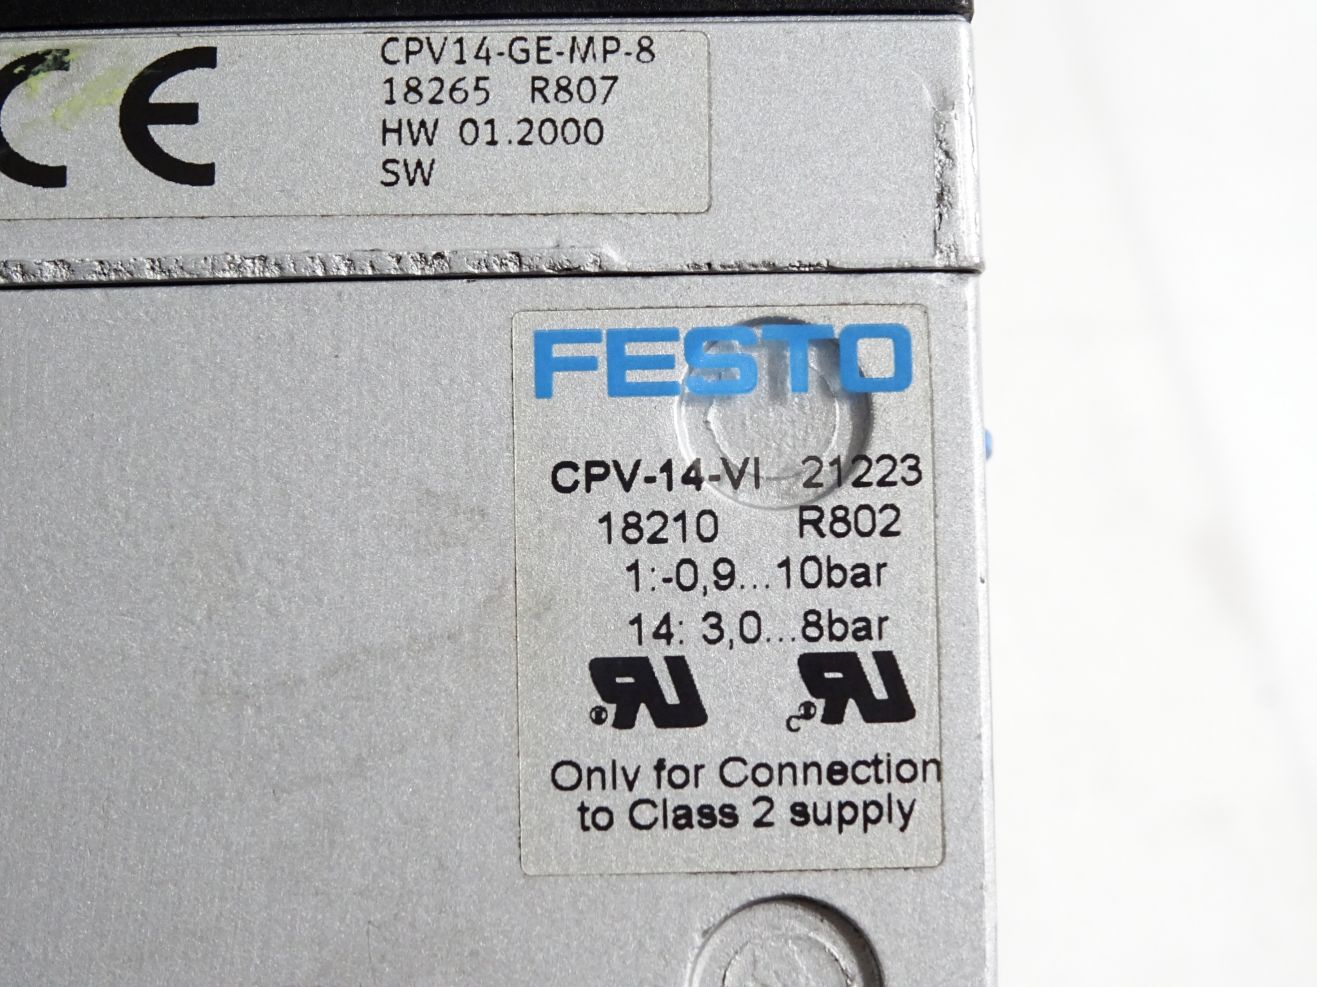 CE
CPV14-GE-MP-8
18265 R807
HW 01.2000
SW
FESTO
CPV-14-VI 21223
18210 R802
1:-0,9...10bar
14: 3,0...8bar
Only for Connection
to Class 2 supply